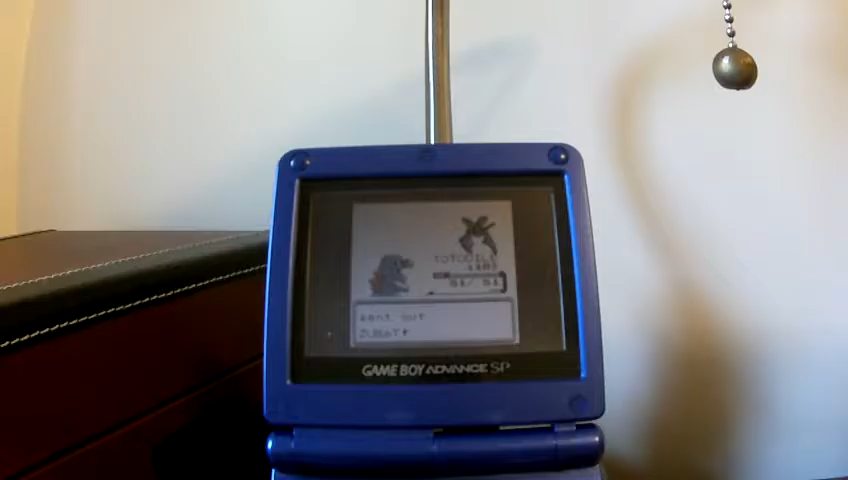 TOTODILE
51/ 51
sent out
ZUBAT!
GAME BOY ADVANCE SP